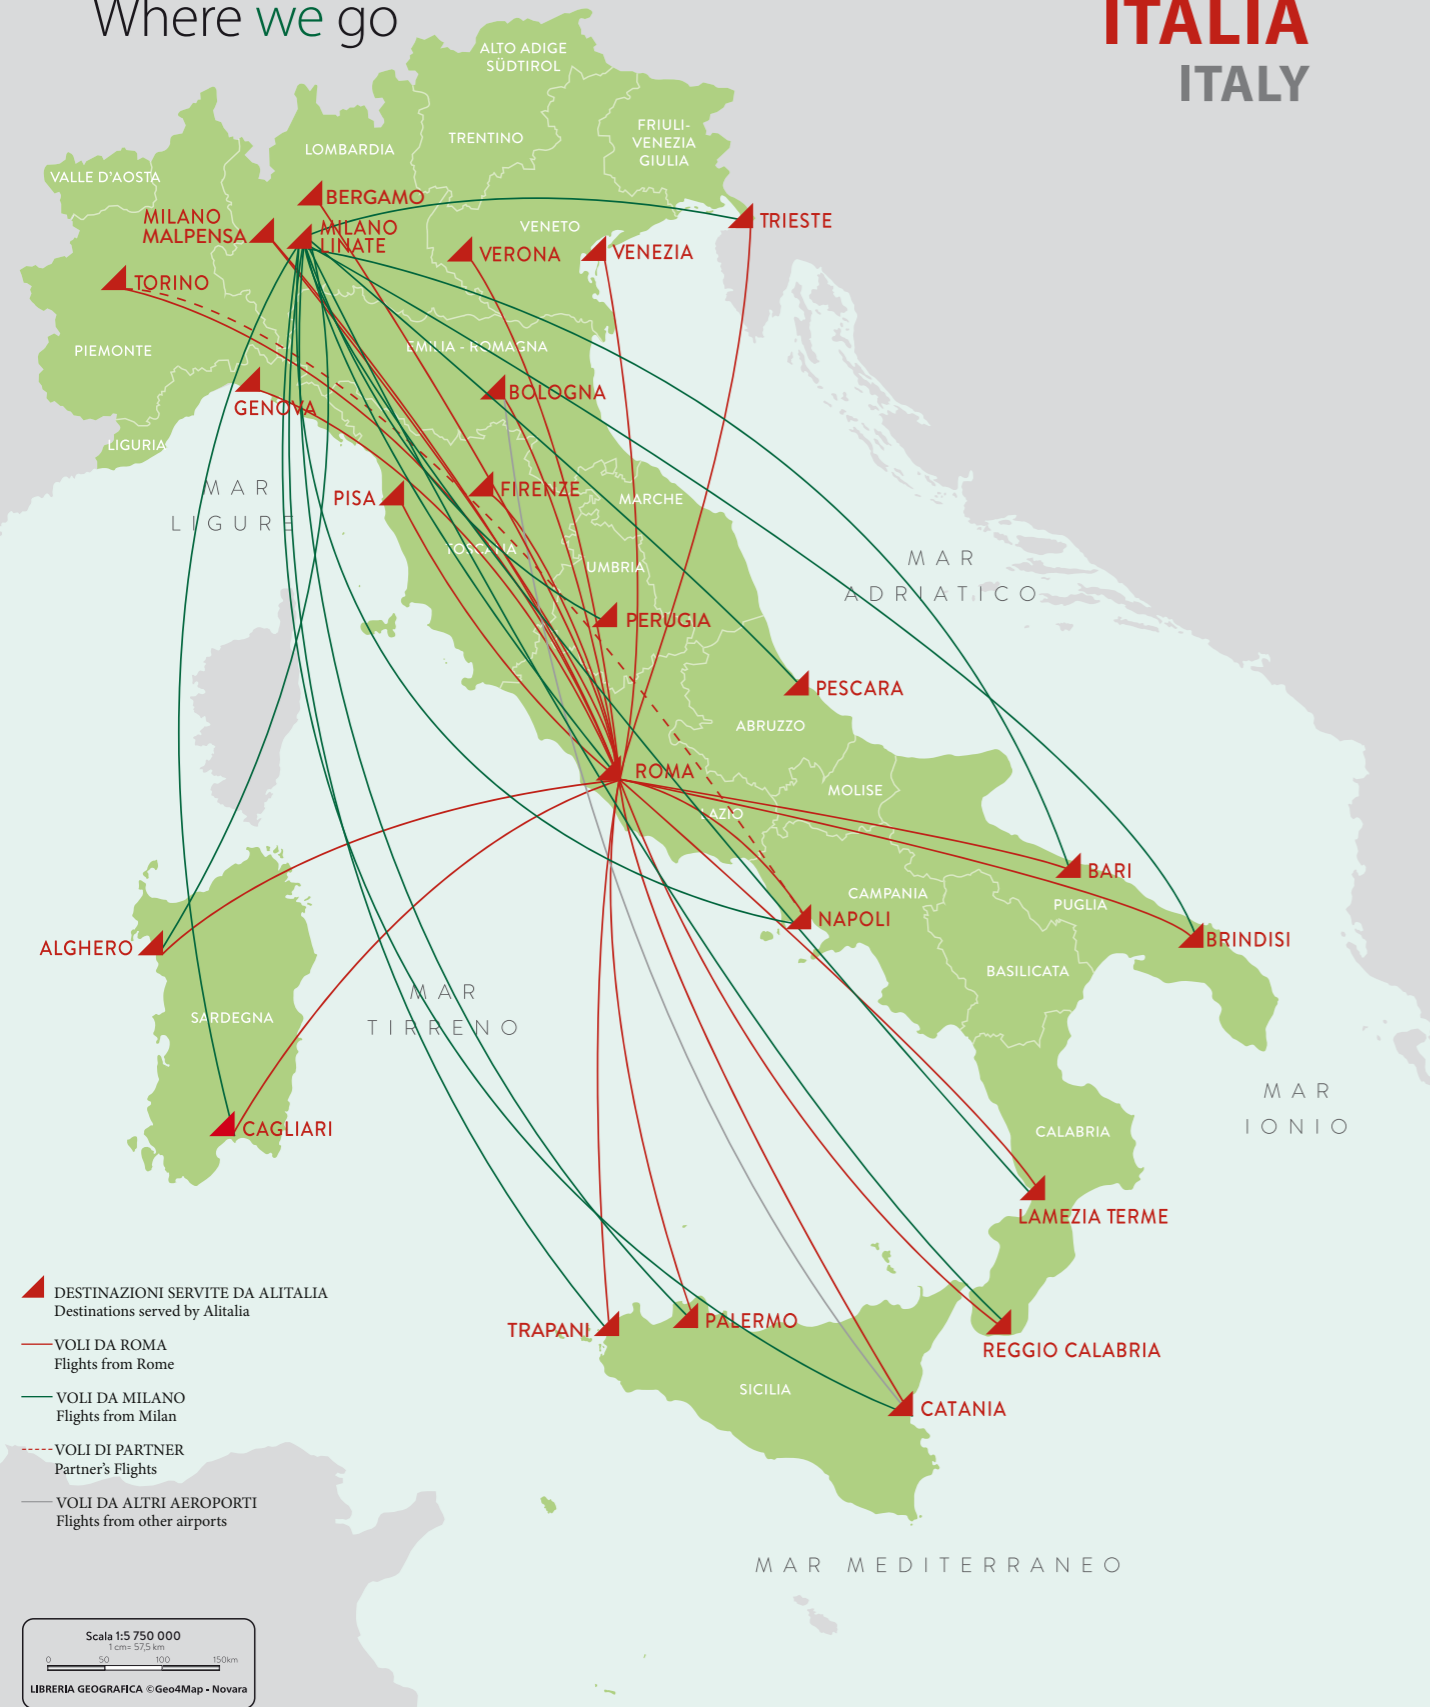 Where we go
ITALIA
ITALY
ALTO ADIGE
SÜDTIROL
TRENTINO
FRIULI-
VENEZIA
GIULIA
LOMBARDIA
VALLE D'AOSTA
BERGAMO
MILANO
MALPENSA
MILANO
LINATE
VENETO
TRIESTE
VERONA
VENEZIA
TORINO
PIEMONTE
EMILIA - ROMAGNA
BOLOGNA
GENOVA
LIGURIA
MAR
LIGURE
PISA
FIRENZE
MARCHE
TOSCANA
UMBRIA
MAR
ADRIATICO
PERUGIA
PESCARA
ABRUZZO
ROMA
MOLISE
LAZIO
BARI
CAMPANIA
PUGLIA
NAPOLI
BRINDISI
ALGHERO
BASILICATA
MAR
TIRRENO
SARDEGNA
MAR
IONIO
CAGLIARI
CALABRIA
LAMEZIA TERME
TRAPANI
PALERMO
REGGIO CALABRIA
SICILIA
CATANIA
DESTINAZIONI SERVITE DA ALITALIA
Destinations served by Alitalia
VOLI DA ROMA
Flights from Rome
VOLI DA MILANO
Flights from Milan
VOLI DI PARTNER
Partner's Flights
VOLI DA ALTRI AEROPORTI
Flights from other airports
MAR MEDITERRANEO
Scala 1:5 750 000
1 cm= 57,5 km
0 50 100 150km
LIBRERIA GEOGRAFICA ©Geo4Map - Novara